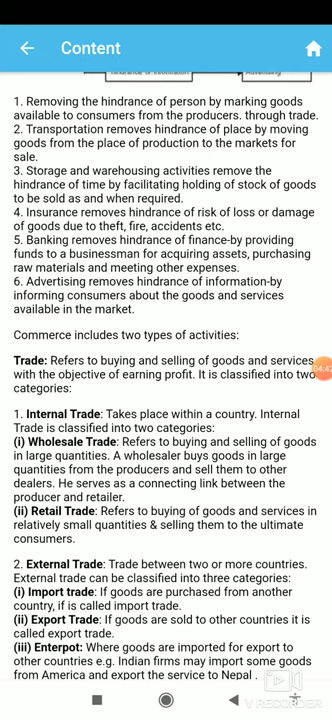 Content
Hindrance of Information
Advertising
1. Removing the hindrance of person by marking goods
available to consumers from the producers. through trade.
2. Transportation removes hindrance of place by moving
goods from the place of production to the markets for
sale.
3. Storage and warehousing activities remove the
hindrance of time by facilitating holding of stock of goods
to be sold as and when required.
4. Insurance removes hindrance of risk of loss or damage
of goods due to theft, fire, accidents etc.
5. Banking removes hindrance of finance-by providing
funds to a businessman for acquiring assets, purchasing
raw materials and meeting other expenses.
6. Advertising removes hindrance of information-by
informing consumers about the goods and services
available in the market.
Commerce includes two types of activities:
Trade: Refers to buying and selling of goods and services
with the objective of earning profit. It is classified into two
categories:
1. Internal Trade: Takes place within a country. Internal
Trade is classified into two categories:
(i) Wholesale Trade: Refers to buying and selling of goods
in large quantities. A wholesaler buys goods in large
quantities from the producers and sell them to other
dealers. He serves as a connecting link between the
producer and retailer.
(ii) Retail Trade: Refers to buying of goods and services in
relatively small quantities & selling them to the ultimate
consumers.
2. External Trade: Trade between two or more countries.
External trade can be classified into three categories:
(i) Import trade: If goods are purchased from another
country, if is called import trade.
(ii) Export Trade: If goods are sold to other countries it is
called export trade.
(iii) Enterpot: Where goods are imported for export to
other countries e.g. Indian firms may import some goods
from America and export the service to Nepal .
RECORDER